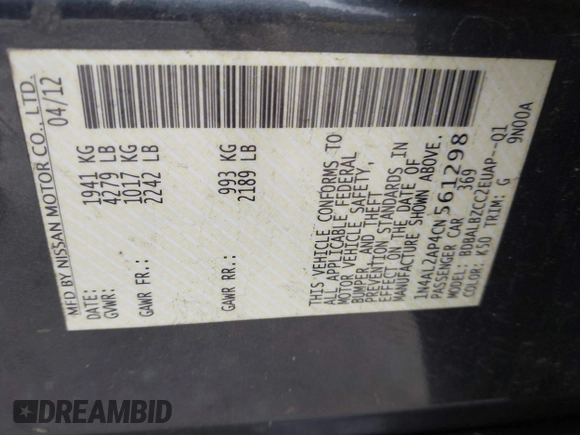 MFD BY NISSAN MOTOR CO., LTD.
DATE: 04/12
GVWR: 1941 KG
4279 LB
GAWR FR.: 1017 KG
2242 LB
GAWR RR.: 993 KG
2189 LB
THIS VEHICLE CONFORMS TO
ALL APPLICABLE FEDERAL
MOTOR VEHICLE SAFETY,
BUMPER, AND THEFT
PREVENTION STANDARDS IN
EFFECT ON THE DATE OF
MANUFACTURE SHOWN ABOVE.
1N4AL2AP4CN561298
PASSENGER CAR 369
MODEL: BDBALBZCCZEUAP--Q1
COLOR: K50 TRIM: G 9N00A
DREAMBID